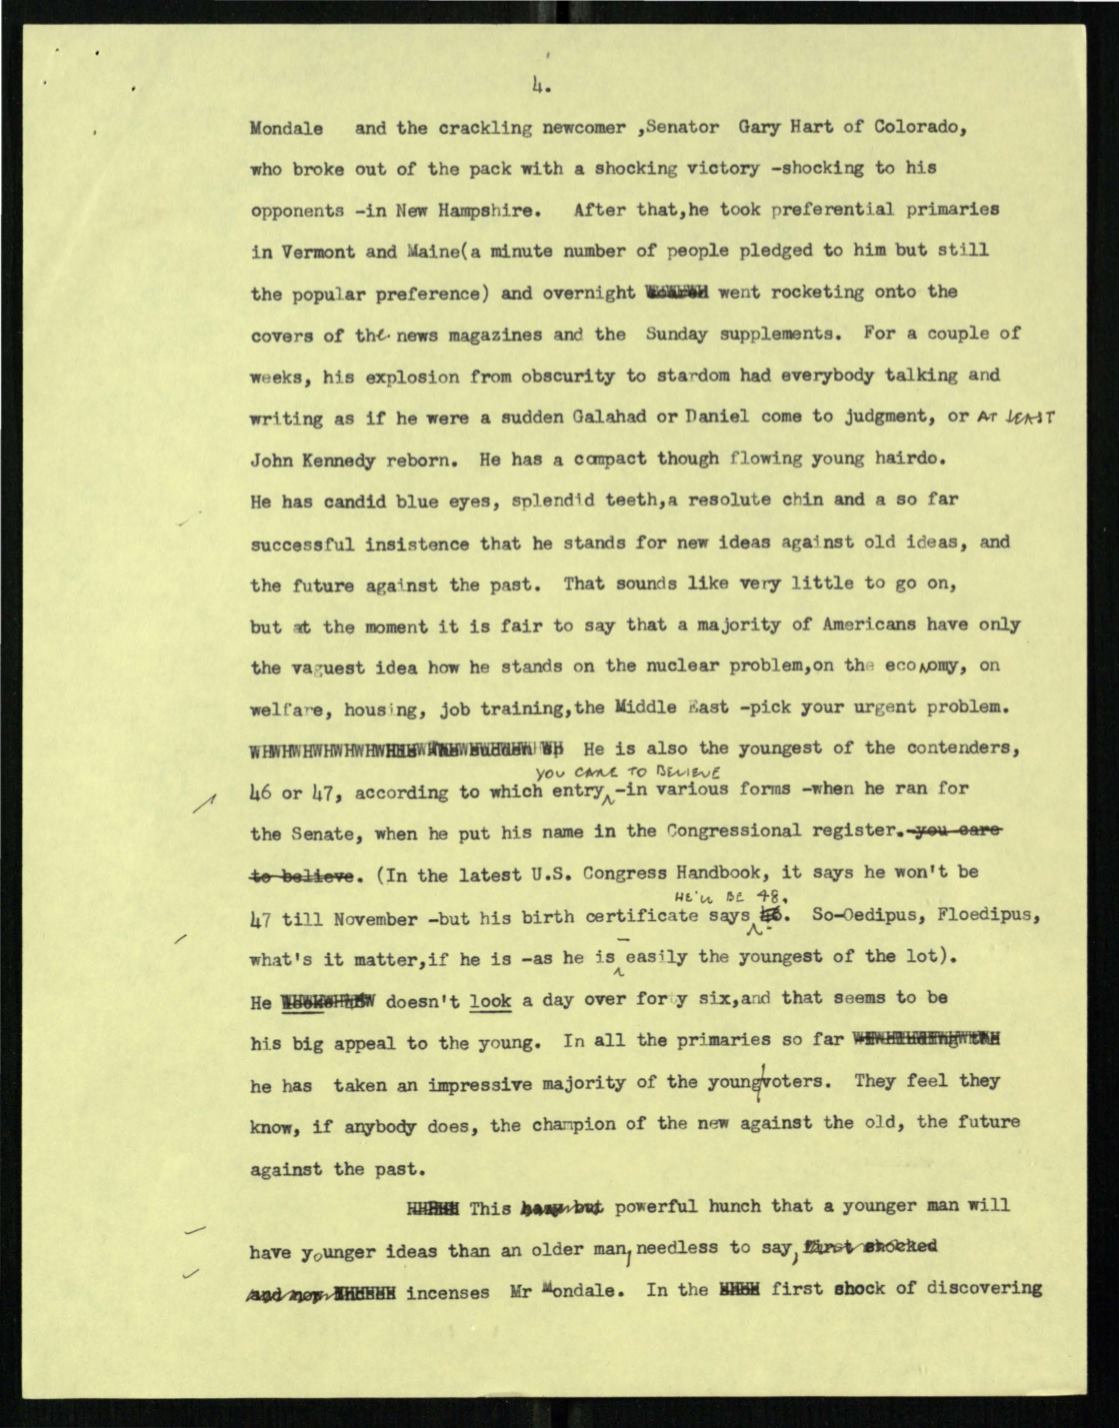 4.
Mondale and the crackling newcomer ,Senator Gary Hart of Colorado,
who broke out of the pack with a shocking victory -shocking to his
opponents -in New Hampshire. After that,he took preferential primaries
in Vermont and Maine(a minute number of people pledged to him but still
the popular preference) and overnight went rocketing onto the
covers of the news magazines and the Sunday supplements. For a couple of
weeks, his explosion from obscurity to stardom had everybody talking and
writing as if he were a sudden Galahad or Daniel come to judgment, or AT LEAST
John Kennedy reborn. He has a compact though flowing young hairdo.
He has candid blue eyes, splendid teeth,a resolute chin and a so far
successful insistence that he stands for new ideas against old ideas, and
the future against the past. That sounds like very little to go on,
but at the moment it is fair to say that a majority of Americans have only
the vaguest idea how he stands on the nuclear problem,on the economy, on
welfare, housing, job training,the Middle East -pick your urgent problem.
He is also the youngest of the contenders,
YOU CARE TO BELIEVE
46 or 47, according to which entry -in various forms -when he ran for
the Senate, when he put his name in the Congressional register. you care
to believe. (In the latest U.S. Congress Handbook, it says he won't be
HE'LL BE 48.
47 till November -but his birth certificate says 46. So-Oedipus, Floedipus,
what's it matter,if he is -as he is - easily the youngest of the lot).
He doesn't look a day over forty six,and that seems to be
his big appeal to the young. In all the primaries so far
he has taken an impressive majority of the young voters. They feel they
know, if anybody does, the champion of the new against the old, the future
against the past.
This hazy but powerful hunch that a younger man will
have younger ideas than an older man, needless to say, first shocked
and now incenses Mr Mondale. In the first shock of discovering